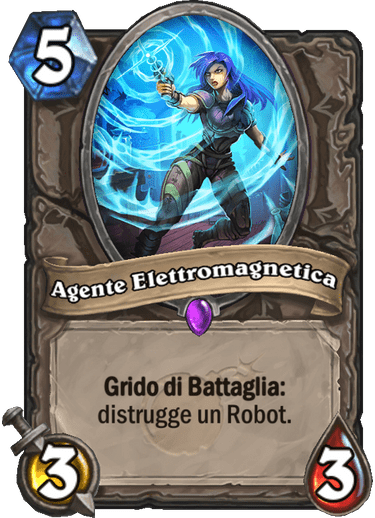 5
Agente Elettromagnetica
Grido di Battaglia:
distrugge un Robot.
3
3